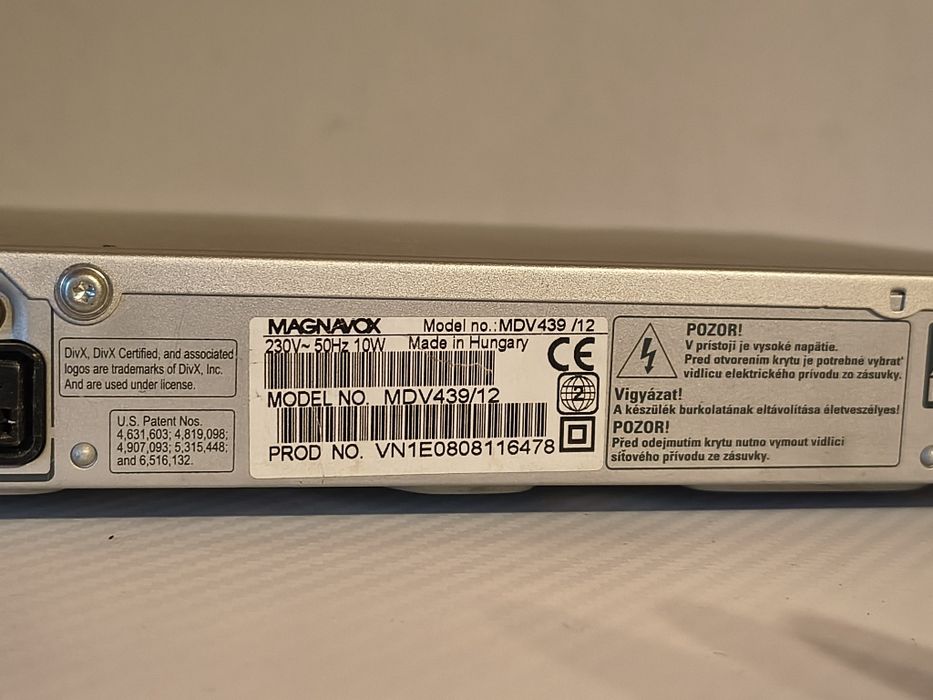 DivX, DivX Certified, and associated
logos are trademarks of DivX, Inc.
And are used under license.
U.S. Patent Nos.
4,631,603; 4,819,098;
4,907,093; 5,315,448;
and 6,516,132.
MAGNAVOX Model no.:MDV439 /12
230V~ 50Hz 10W Made in Hungary
CE
MODEL NO. MDV439/12
2
PROD NO. VN1E0808116478
POZOR!
V prístoji je vysoké napätie.
Pred otvorením krytu je potrebné vybrat'
vidlicu elektrického prívodu zo zásuvky.
Vigyázat!
A készülék burkolatának eltávolítása életveszélyes!
POZOR!
Před odejmutím krytu nutno vymout vidlici
síťového přívodu ze zásuvky.